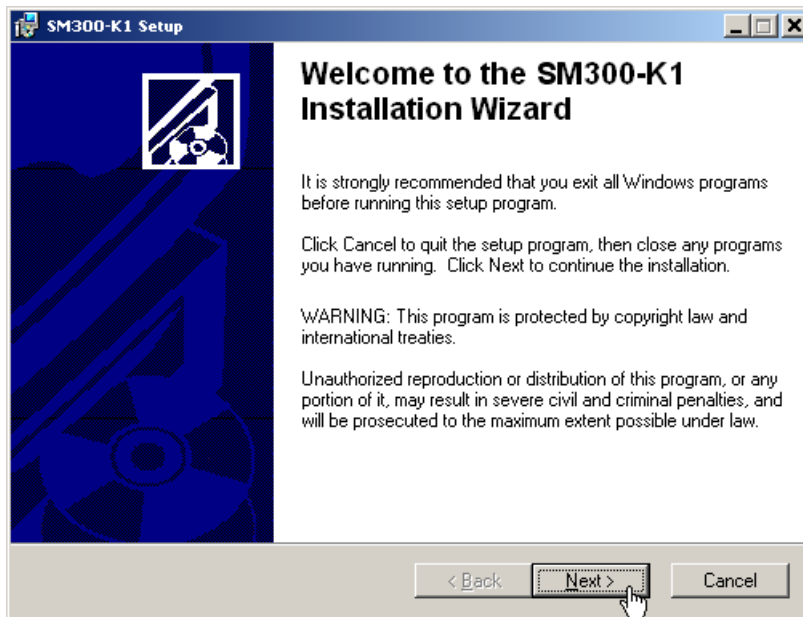 SM300-K1 Setup
Welcome to the SM300-K1
Installation Wizard
It is strongly recommended that you exit all Windows programs
before running this setup program.
Click Cancel to quit the setup program, then close any programs
you have running.  Click Next to continue the installation.
WARNING: This program is protected by copyright law and
international treaties.
Unauthorized reproduction or distribution of this program, or any
portion of it, may result in severe civil and criminal penalties, and
will be prosecuted to the maximum extent possible under law.
< Back Next > Cancel